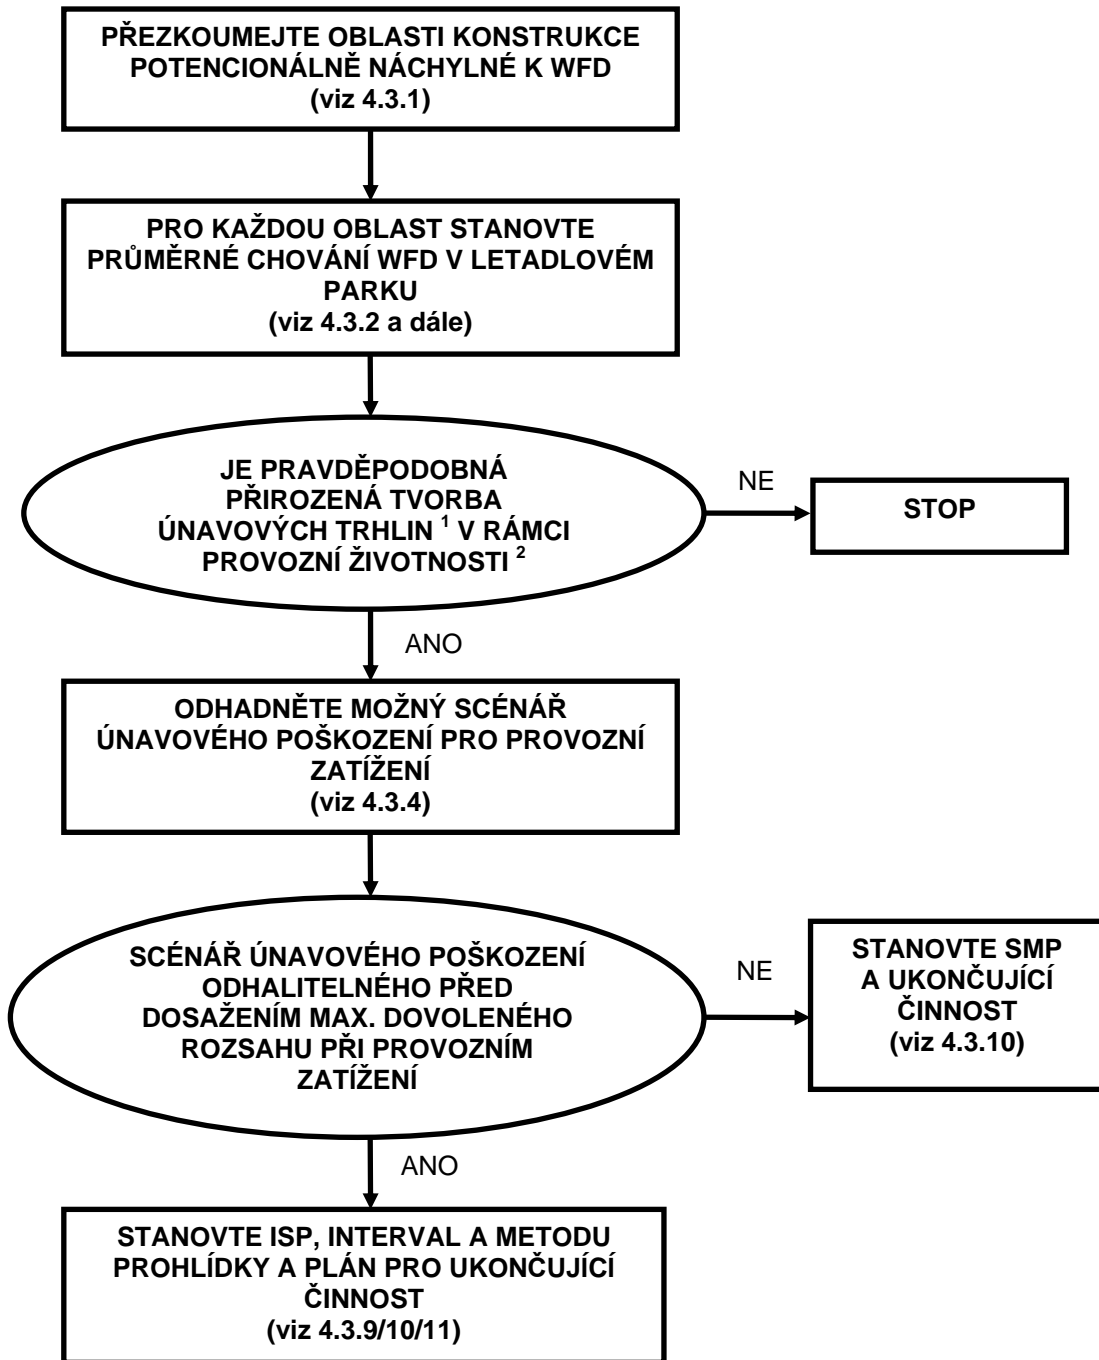 PŘEZKOUMEJTE OBLASTI KONSTRUKCE
POTENCIONÁLNĚ NÁCHYLNÉ K WFD
(viz 4.3.1)
PRO KAŽDOU OBLAST STANOVTE
PRŮMĚRNÉ CHOVÁNÍ WFD V LETADLOVÉM
PARKU
(viz 4.3.2 a dále)
JE PRAVDĚPODOBNÁ
PŘIROZENÁ TVORBA
ÚNAVOVÝCH TRHLIN 1 V RÁMCI
PROVOZNÍ ŽIVOTNOSTI 2
NE
STOP
ANO
ODHADNĚTE MOŽNÝ SCÉNÁŘ
ÚNAVOVÉHO POŠKOZENÍ PRO PROVOZNÍ
ZATÍŽENÍ
(viz 4.3.4)
SCÉNÁŘ ÚNAVOVÉHO POŠKOZENÍ
ODHALITELNÉHO PŘED
DOSAŽENÍM MAX. DOVOLENÉHO
ROZSAHU PŘI PROVOZNÍM
ZATÍŽENÍ
NE
STANOVTE SMP
A UKONČUJÍCÍ
ČINNOST
(viz 4.3.10)
ANO
STANOVTE ISP, INTERVAL A METODU
PROHLÍDKY A PLÁN PRO UKONČUJÍCÍ
ČINNOST
(viz 4.3.9/10/11)